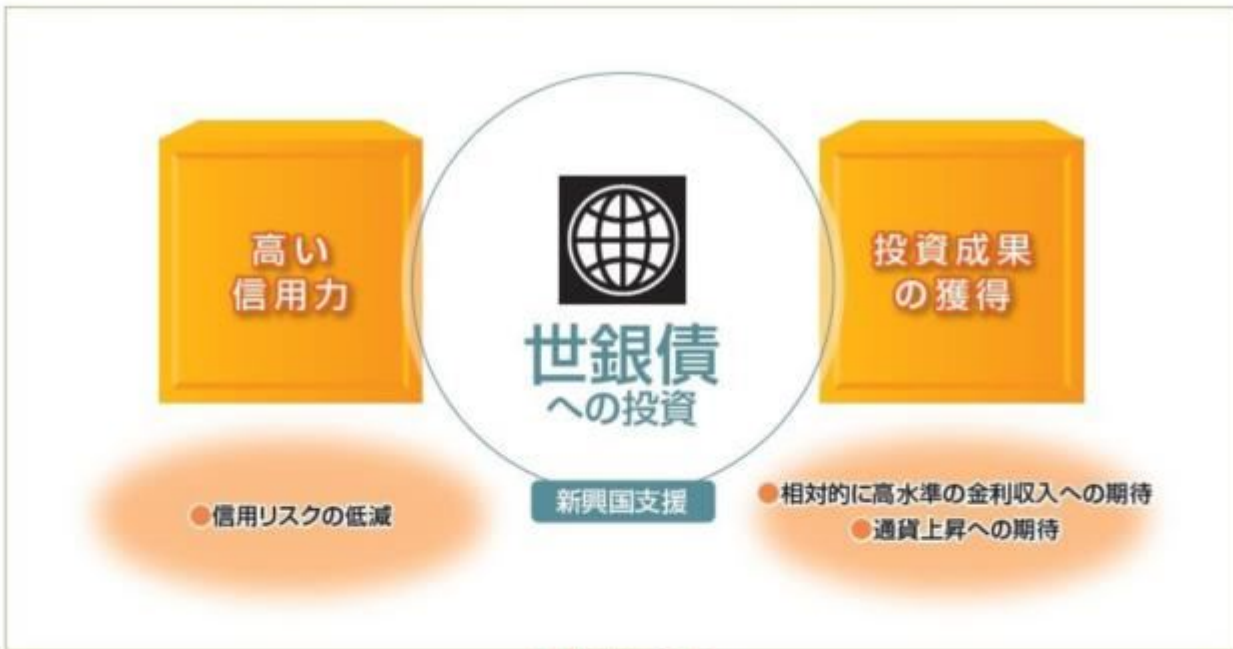 高い
信用力
世銀債
への投資
新興国支援
投資成果
の獲得
●信用リスクの低減
●相対的に高水準の金利収入への期待
●通貨上昇への期待